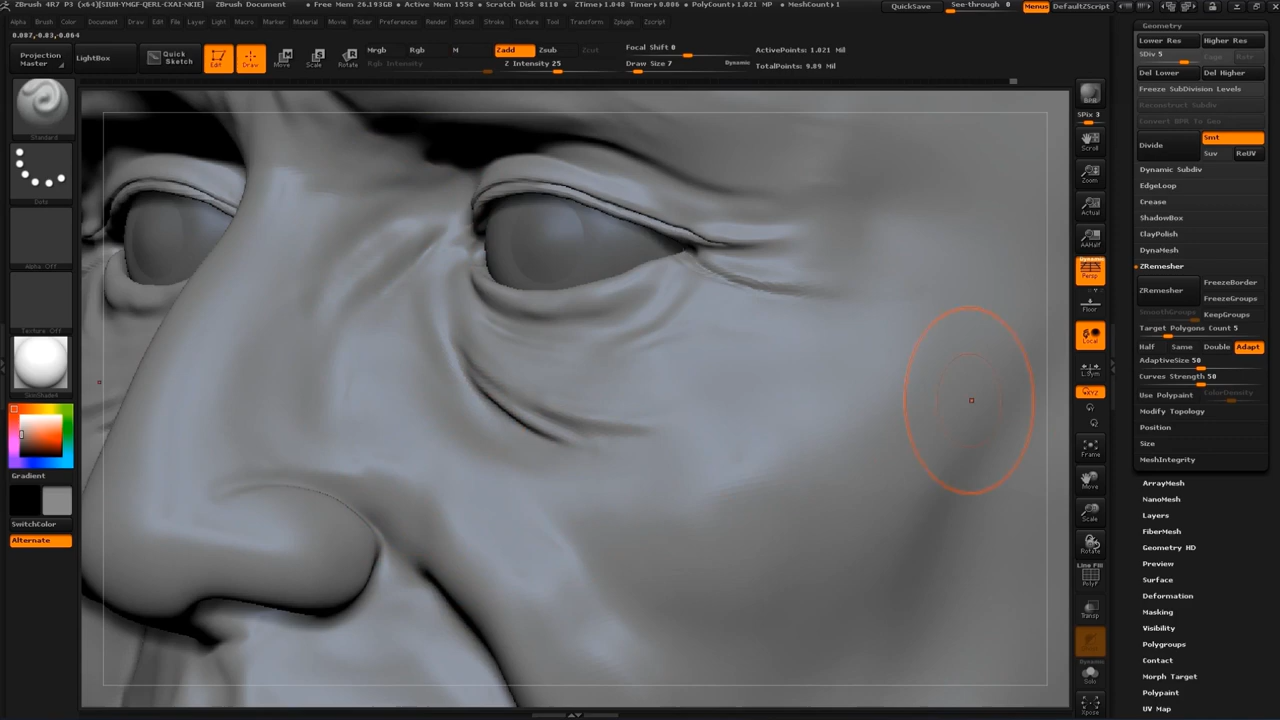 ZBrush 4R7 P3 (x64)[SIUH-YMGF-QERL-CXAI-NKIE] ZBrush Document • Free Mem 26.193GB • Active Mem 1558 • Scratch Disk 8110 • ZTime▸1.048 Timer▸0.986 • PolyCount▸1.021 MP • MeshCount▸1 QuickSave See-through 0 Menus DefaultZScript
Alpha Brush Color Document Draw Edit File Layer Light Macro Marker Material Movie Picker Preferences Render Stencil Stroke Texture Tool Transform Zplugin Zscript
0.087,-0.03,-0.064
Projection Master
LightBox
Quick Sketch
Edit
Draw
Move
Scale
Rotate
Mrgb Rgb M
Rgb Intensity
Zadd Zsub Zcut
Z Intensity 25
Focal Shift 0
Draw Size 7 Dynamic
ActivePoints: 1.021 Mil
TotalPoints: 9.89 Mil
Standard
Dots
Alpha Off
Texture Off
Gradient
SwitchColor
Alternate
BPR
SPix 3
Scroll
Zoom
Actual
AAHalf
Dynamic
Persp
Floor
Local
L.Sym
Frame
Move
Scale
Rotate
Line Fill
PolyF
Transp
Dynamic
Solo
Xpose
Geometry
Lower Res Higher Res
SDiv 5 Cage Rstr
Del Lower Del Higher
Freeze SubDivision Levels
Reconstruct Subdiv
Convert BPR To Geo
Divide Smt
Suv ReUV
Dynamic Subdiv
EdgeLoop
Crease
ShadowBox
ClayPolish
DynaMesh
ZRemesher
ZRemesher FreezeBorder
FreezeGroups
SmoothGroups KeepGroups
Target Polygons Count 5
Half Same Double Adapt
AdaptiveSize 50
Curves Strength 50
Use Polypaint ColorDensity
Modify Topology
Position
Size
MeshIntegrity
ArrayMesh
NanoMesh
Layers
FiberMesh
Geometry HD
Preview
Surface
Deformation
Masking
Visibility
Polygroups
Contact
Morph Target
Polypaint
UV Map